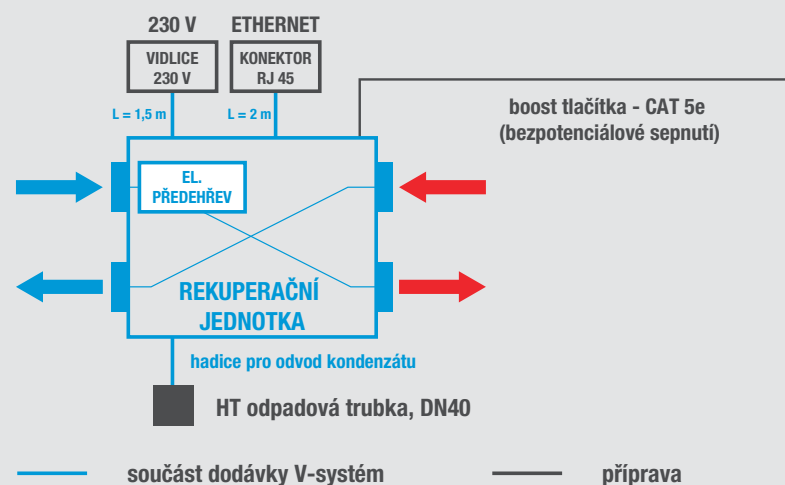 230 V
ETHERNET
VIDLICE
230 V
KONEKTOR
RJ 45
L = 1,5 m
L = 2 m
boost tlačítka - CAT 5e
(bezpotenciálové sepnutí)
EL.
PŘEDEHŘEV
REKUPERAČNÍ
JEDNOTKA
hadice pro odvod kondenzátu
HT odpadová trubka, DN40
součást dodávky V-systém
příprava